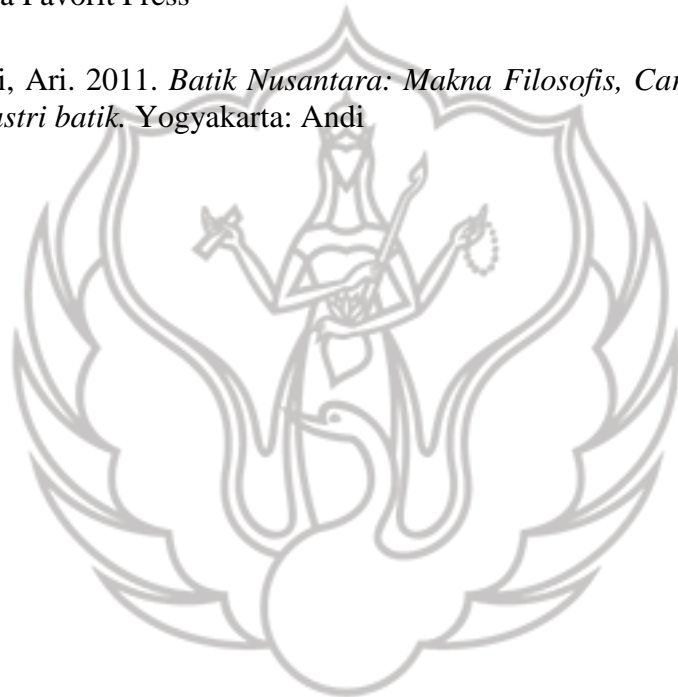 a Favorit Press
i, Ari. 2011. Batik Nusantara: Makna Filosofis, Car
ustri batik. Yogyakarta: Andi